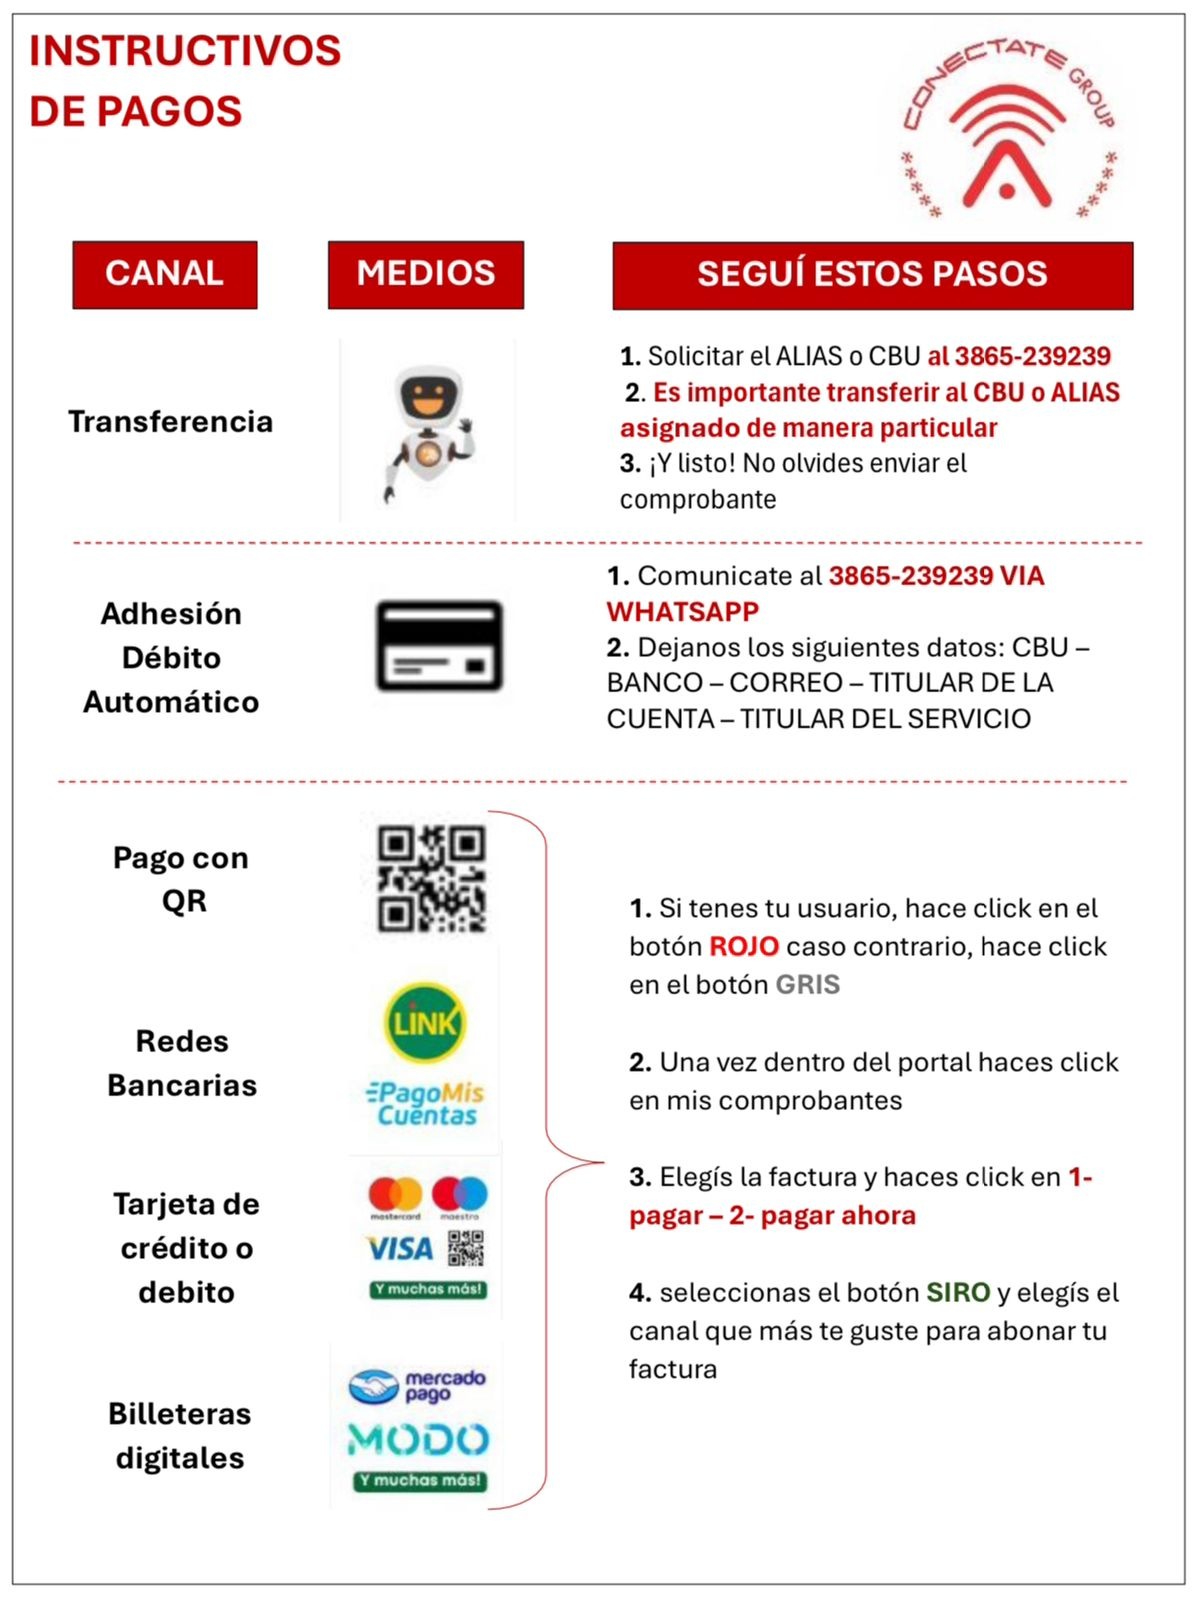 INSTRUCTIVOS
DE PAGOS
CONECTATE GROUP
CANAL
MEDIOS
SEGUÍ ESTOS PASOS
Transferencia
1. Solicitar el ALIAS o CBU al 3865-239239
2. Es importante transferir al CBU o ALIAS
asignado de manera particular
3. ¡Y listo! No olvides enviar el
comprobante
Adhesión
Débito
Automático
1. Comunicate al 3865-239239 VIA
WHATSAPP
2. Dejanos los siguientes datos: CBU –
BANCO – CORREO – TITULAR DE LA
CUENTA – TITULAR DEL SERVICIO
Pago con
QR
Redes
Bancarias
LINK
PagoMis
Cuentas
Tarjeta de
crédito o
debito
mastercard maestro
VISA
Y muchas más!
Billeteras
digitales
mercado
pago
MODO
Y muchas más!
1. Si tenes tu usuario, hace click en el
botón ROJO caso contrario, hace click
en el botón GRIS
2. Una vez dentro del portal haces click
en mis comprobantes
3. Elegís la factura y haces click en 1-
pagar – 2- pagar ahora
4. seleccionas el botón SIRO y elegís el
canal que más te guste para abonar tu
factura